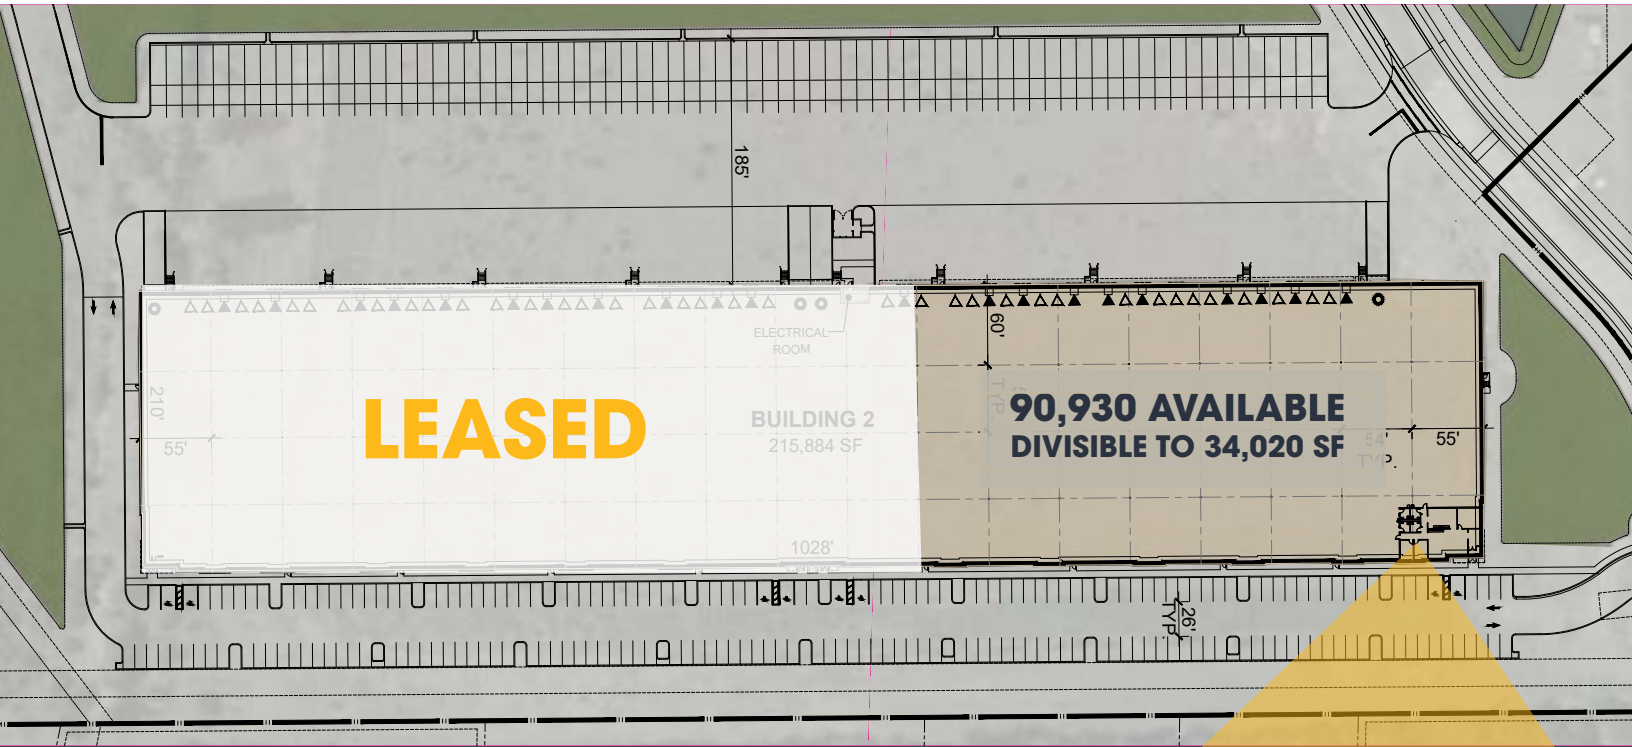 185'
60'
ELECTRICAL
ROOM
TYP.
210'
LEASED
BUILDING 2
215,884 SF
90,930 AVAILABLE
DIVISIBLE TO 34,020 SF
55'
54'
TYP.
55'
1028'
26'
TYP.